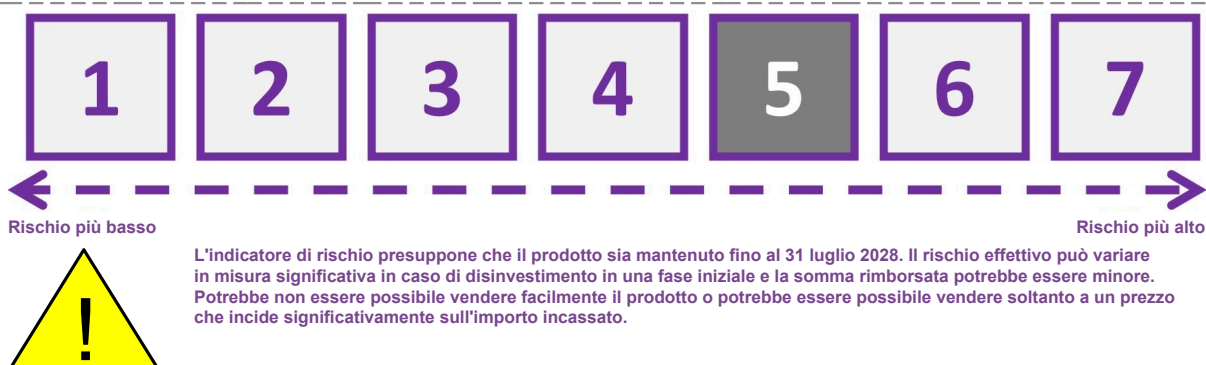 1 2 3 4 5 6 7
Rischio più basso Rischio più alto
L'indicatore di rischio presuppone che il prodotto sia mantenuto fino al 31 luglio 2028. Il rischio effettivo può variare
in misura significativa in caso di disinvestimento in una fase iniziale e la somma rimborsata potrebbe essere minore.
Potrebbe non essere possibile vendere facilmente il prodotto o potrebbe essere possibile vendere soltanto a un prezzo
che incide significativamente sull'importo incassato.
!